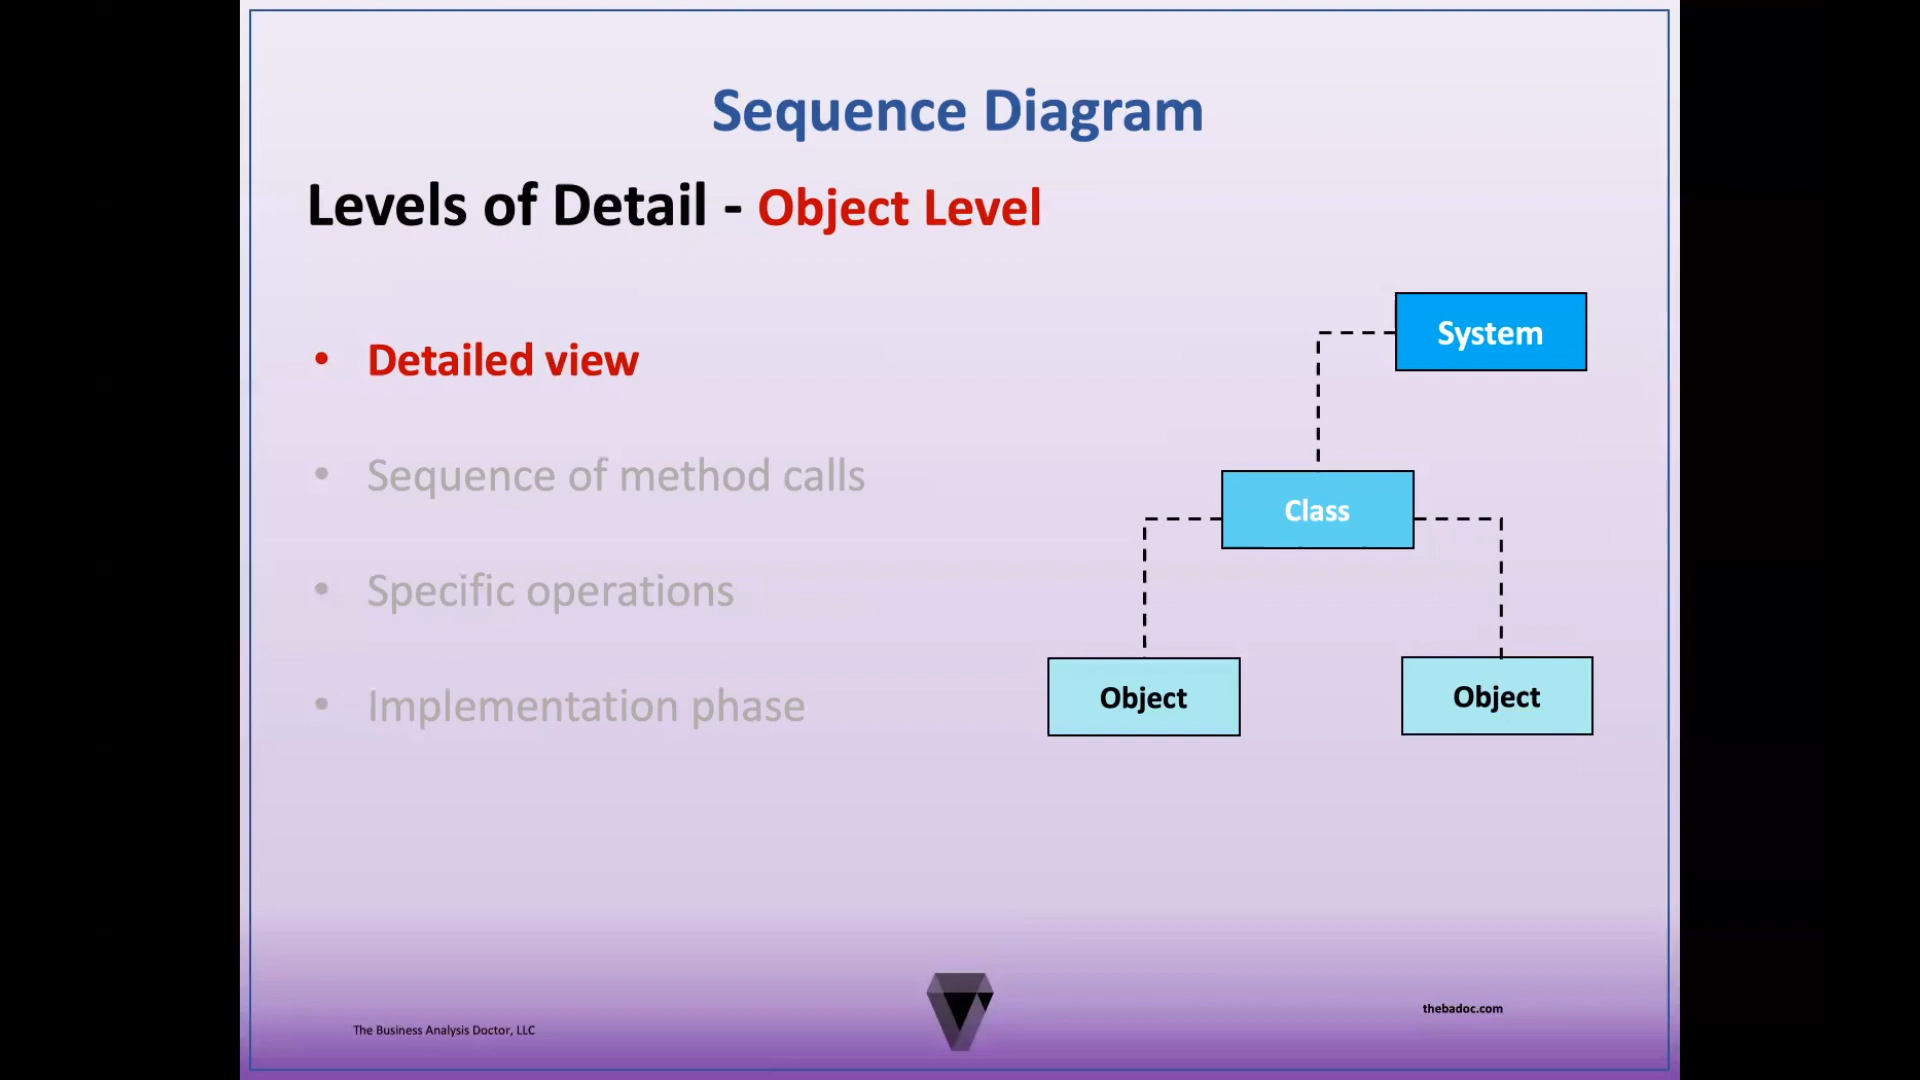 Sequence Diagram
Levels of Detail - Object Level
• Detailed view
• Sequence of method calls
• Specific operations
• Implementation phase
System
Class
Object
Object
The Business Analysis Doctor, LLC
thebadoc.com